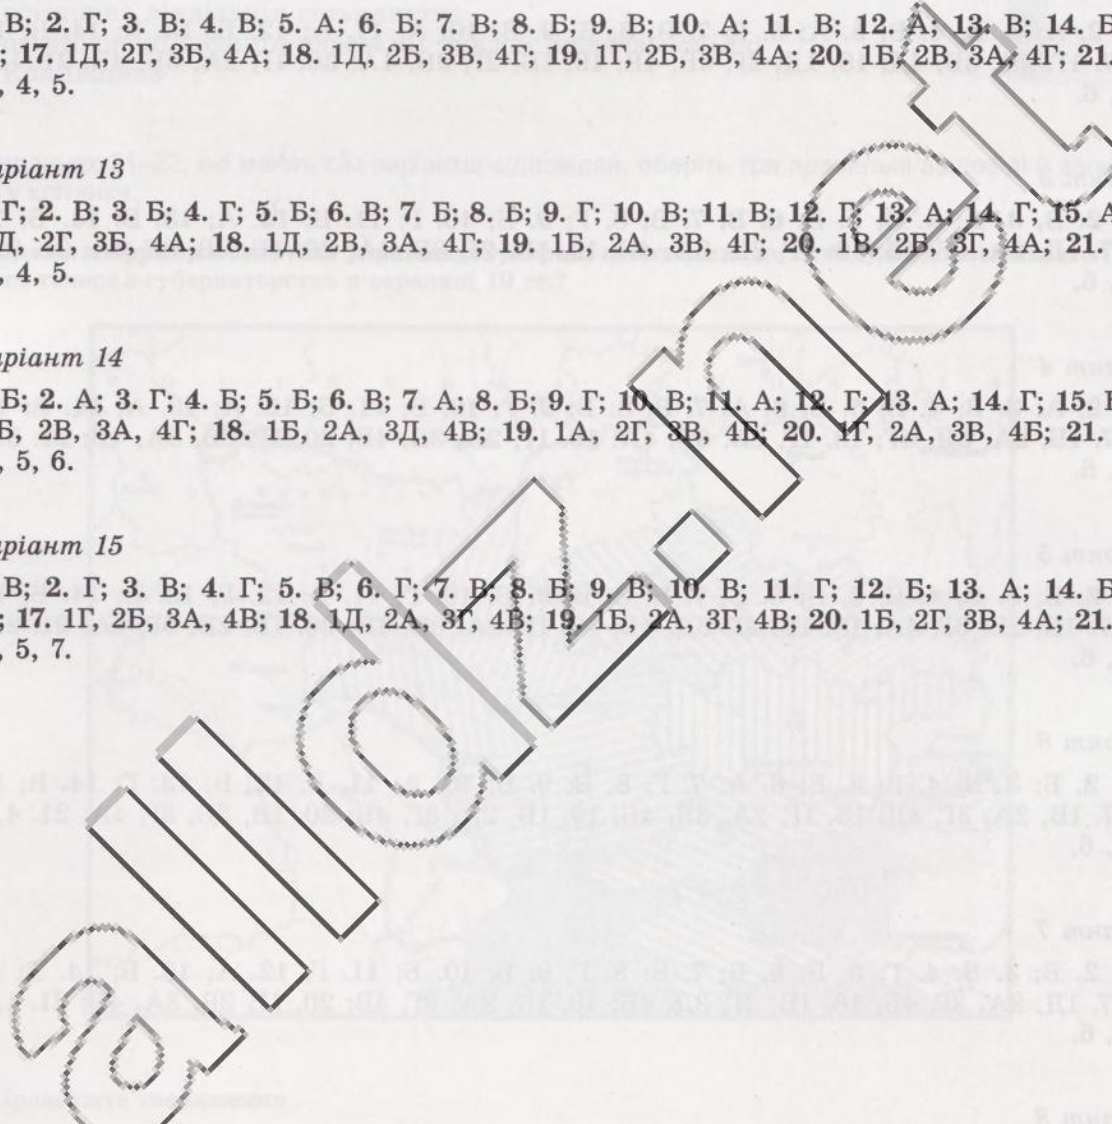 В; 2. Г; 3. В; 4. В; 5. А; 6. Б; 7. В; 8. Б; 9. В; 10. А; 11. В; 12. А; 13. В; 14. Б
; 17. 1Д, 2Г, 3Б, 4А; 18. 1Д, 2Б, 3В, 4Г; 19. 1Г, 2Б, 3В, 4А; 20. 1Б, 2В, 3А, 4Г; 21.
, 4, 5.
ріант 13
Г; 2. В; 3. Б; 4. Г; 5. Б; 6. В; 7. Б; 8. Б; 9. Г; 10. В; 11. В; 12. Г; 13. А; 14. Г; 15. А
Д, 2Г, 3Б, 4А; 18. 1Д, 2В, 3А, 4Г; 19. 1Б, 2А, 3В, 4Г; 20. 1В, 2Б, 3Г, 4А; 21.
, 4, 5.
ріант 14
Б; 2. А; 3. Г; 4. Б; 5. Б; 6. В; 7. А; 8. Б; 9. Г; 10. В; 11. А; 12. Г; 13. А; 14. Г; 15.
Б, 2В, 3А, 4Г; 18. 1Б, 2А, 3Д, 4В; 19. 1А, 2Г, 3В, 4Б; 20. 1Г, 2А, 3В, 4Б; 21.
, 5, 6.
ріант 15
В; 2. Г; 3. В; 4. Г; 5. В; 6. Г; 7. В; 8. Б; 9. В; 10. В; 11. Г; 12. Б; 13. А; 14. Б
; 17. 1Г, 2Б, 3А, 4В; 18. 1Д, 2А, 3Г, 4В; 19. 1Б, 2А, 3Г, 4В; 20. 1Б, 2Г, 3В, 4А; 21.
, 5, 7.
alldz.net